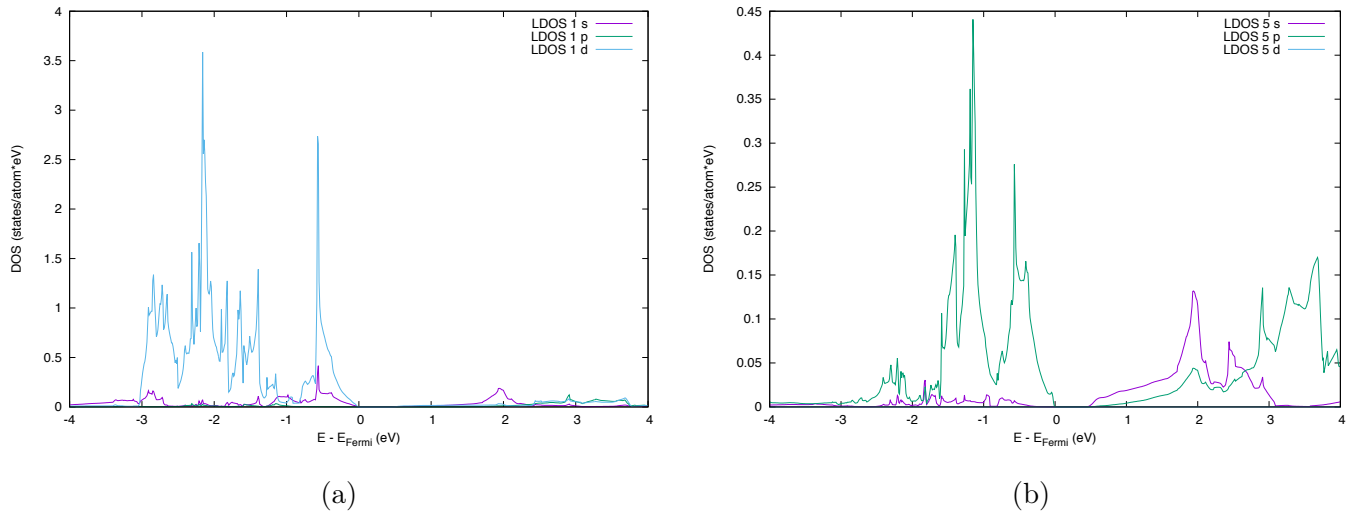 4
3.5
3
2.5
2
1.5
1
0.5
0
-4 -3 -2 -1 0 1 2 3 4
DOS (states/atom*eV)
E - E_Fermi (eV)
LDOS 1 s
LDOS 1 p
LDOS 1 d
(a)
0.45
0.4
0.35
0.3
0.25
0.2
0.15
0.1
0.05
0
-4 -3 -2 -1 0 1 2 3 4
DOS (states/atom*eV)
E - E_Fermi (eV)
LDOS 5 s
LDOS 5 p
LDOS 5 d
(b)